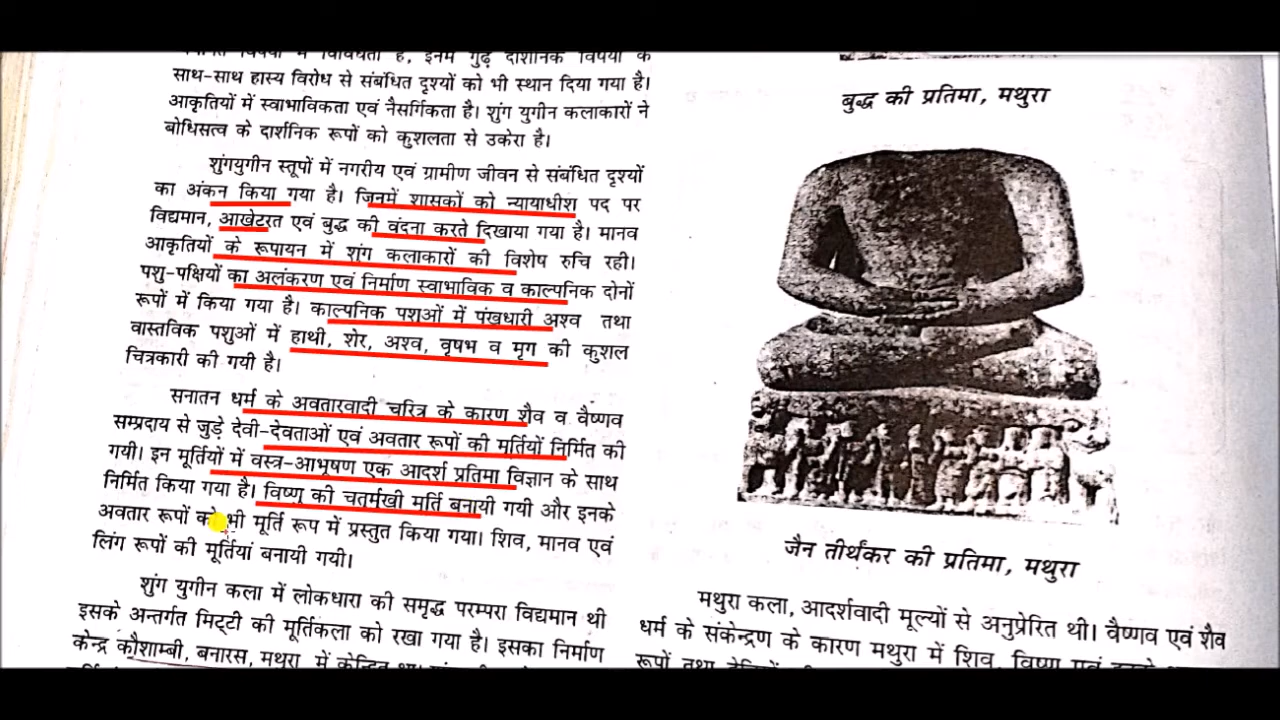 साथ-साथ हास्य विरोध से संबंधित दृश्यों को भी स्थान दिया गया है।
आकृतियों में स्वाभाविकता एवं नैसर्गिकता है। शुंग युगीन कलाकारों ने
बोधिसत्व के दार्शनिक रूपों को कुशलता से उकेरा है।
शुंगयुगीन स्तूपों में नगरीय एवं ग्रामीण जीवन से संबंधित दृश्यों
का अंकन किया गया है। जिनमें शासकों को न्यायाधीश पद पर
विद्यमान, आखेटरत एवं बुद्ध की वंदना करते दिखाया गया है। मानव
आकृतियों के रूपायन में शुंग कलाकारों की विशेष रुचि रही।
पशु-पक्षियों का अलंकरण एवं निर्माण स्वाभाविक व काल्पनिक दोनों
रूपों में किया गया है। काल्पनिक पशुओं में पंखधारी अश्व तथा
वास्तविक पशुओं में हाथी, शेर, अश्व, वृषभ व मृग की कुशल
चित्रकारी की गयी है।
सनातन धर्म के अवतारवादी चरित्र के कारण शैव व वैष्णव
सम्प्रदाय से जुड़े देवी-देवताओं एवं अवतार रूपों की मूर्तियों निर्मित की
गयी। इन मूर्तियों में वस्त्र-आभूषण एक आदर्श प्रतिमा विज्ञान के साथ
निर्मित किया गया है। विष्णु की चतुर्मुखी मूर्ति बनायी गयी और इनके
अवतार रूपों को भी मूर्ति रूप में प्रस्तुत किया गया। शिव, मानव एवं
लिंग रूपों की मूर्तियां बनायी गयी।
शुंग युगीन कला में लोकधारा की समृद्ध परम्परा विद्यमान थी
इसके अन्तर्गत मिट्टी की मूर्तिकला को रखा गया है। इसका निर्माण
केन्द्र कौशाम्बी, बनारस, मथुरा में केन्द्रित था।
बुद्ध की प्रतिमा, मथुरा
जैन तीर्थंकर की प्रतिमा, मथुरा
मथुरा कला, आदर्शवादी मूल्यों से अनुप्रेरित थी। वैष्णव एवं शैव
धर्म के संकेन्द्रण के कारण मथुरा में शिव, विष्णु एवं
रूपों तथा